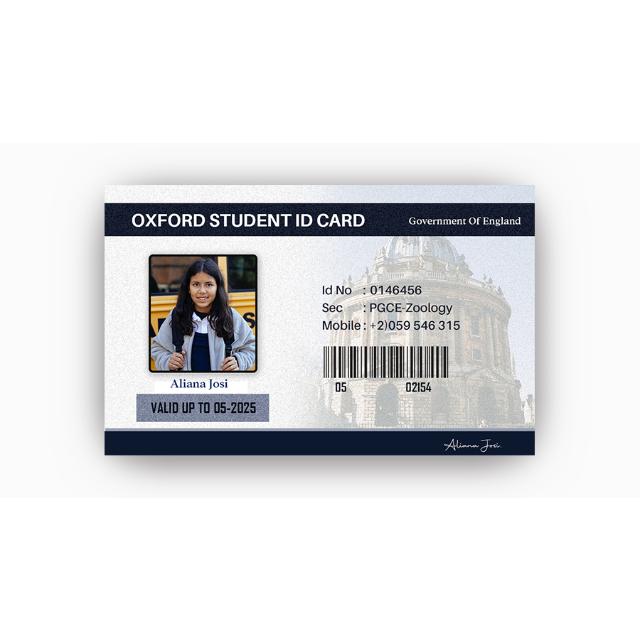 OXFORD STUDENT ID CARD
Government Of England
Id No : 0146456
Sec : PGCE-Zoology
Mobile : +2)059 546 315
05 02154
Aliana Josi
VALID UP TO 05-2025
Aliana Josi